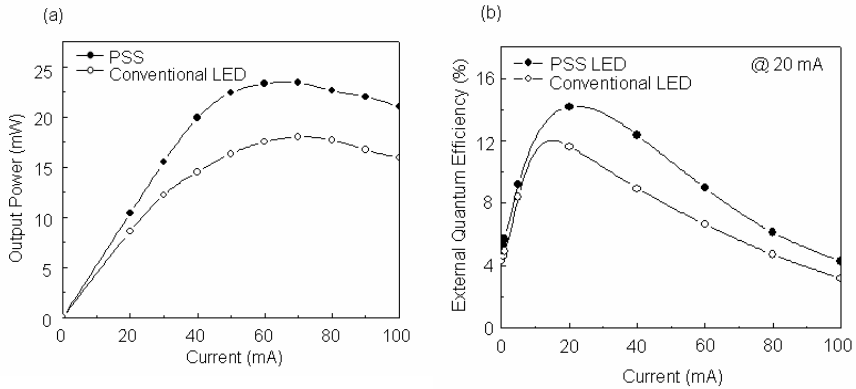 (a)
PSS
Conventional LED
Output Power (mW)
25
20
15
10
5
0
0 20 40 60 80 100
Current (mA)
(b)
PSS LED
Conventional LED
@ 20 mA
External Quantum Efficiency (%)
16
12
8
4
0
0 20 40 60 80 100
Current (mA)